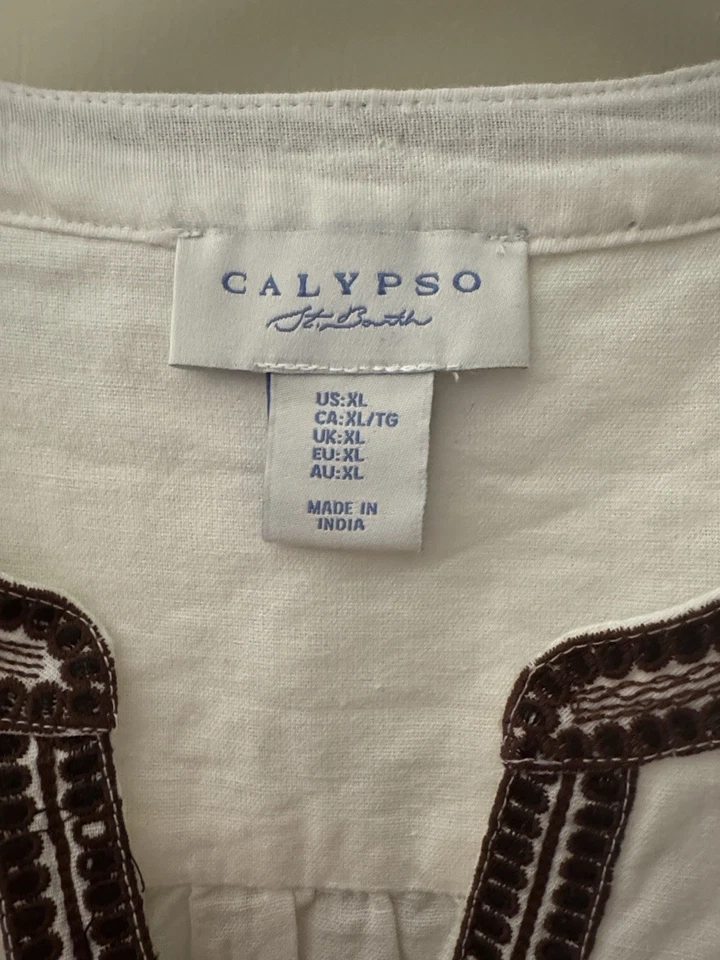 CALYPSO
St. Barth
US:XL
CA:XL/TG
UK:XL
EU:XL
AU:XL
MADE IN
INDIA